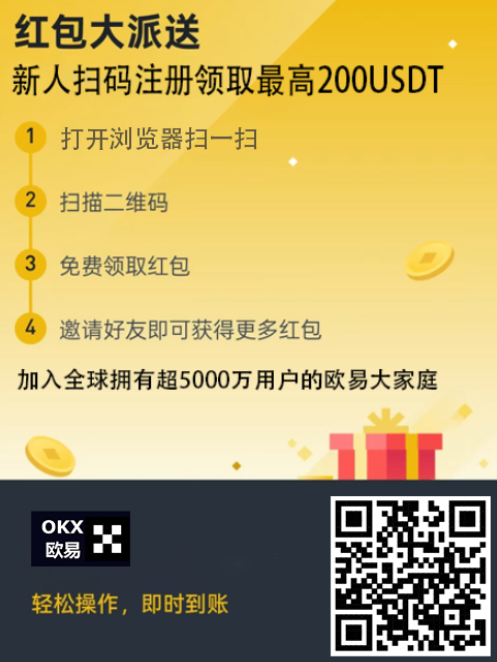 红包大派送
新人扫码注册领取最高200USDT
1 打开浏览器扫一扫
2 扫描二维码
3 免费领取红包
4 邀请好友即可获得更多红包
加入全球拥有超5000万用户的欧易大家庭
OKX
欧易
轻松操作，即时到账